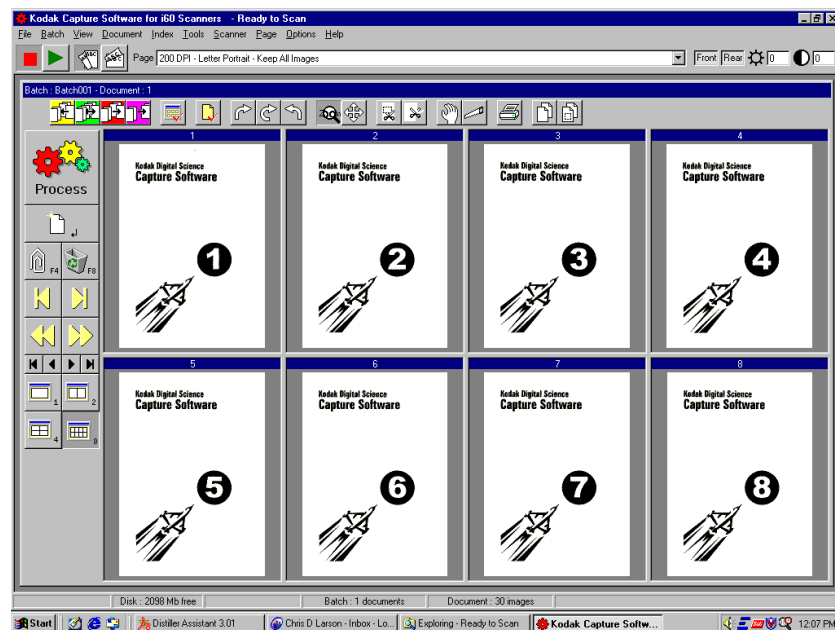 Kodak Capture Software for i60 Scanners - Ready to Scan
File Batch View Document Index Tools Scanner Page Options Help
Page 200 DPI - Letter Portrait - Keep All Images Front Rear 0 0
Batch : Batch001 - Document : 1
1 2 3 4
Process
Kodak Digital Science
Capture Software
1
Kodak Digital Science
Capture Software
2
Kodak Digital Science
Capture Software
3
Kodak Digital Science
Capture Software
4
F4 F8
5 6 7 8
1 2
4
Kodak Digital Science
Capture Software
5
Kodak Digital Science
Capture Software
6
Kodak Digital Science
Capture Software
7
Kodak Digital Science
Capture Software
8
Disk : 2098 Mb free Batch : 1 documents Document : 30 images
Start Distiller Assistant 3.01 Chris D Larson - Inbox - Lo... Exploring - Ready to Scan Kodak Capture Softw... 12:07 PM